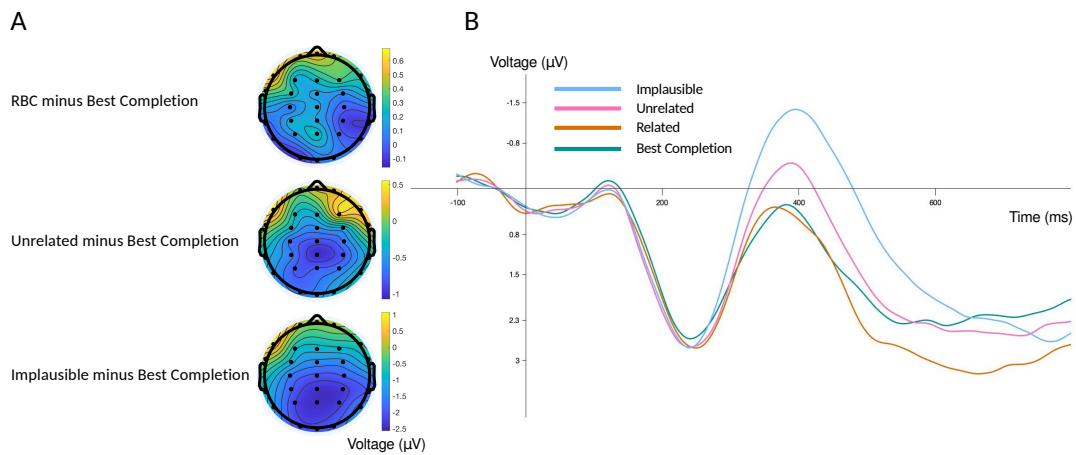 A
RBC minus Best Completion
0.6
0.5
0.4
0.3
0.2
0.1
0
-0.1
Unrelated minus Best Completion
0.5
0
-0.5
-1
Implausible minus Best Completion
1
0.5
0
-0.5
-1
-1.5
-2
-2.5
Voltage (µV)
B
Voltage (µV)
Implausible
Unrelated
Related
Best Completion
-1.5
-0.8
0.8
1.5
2.3
3
-100
200
400
600
Time (ms)